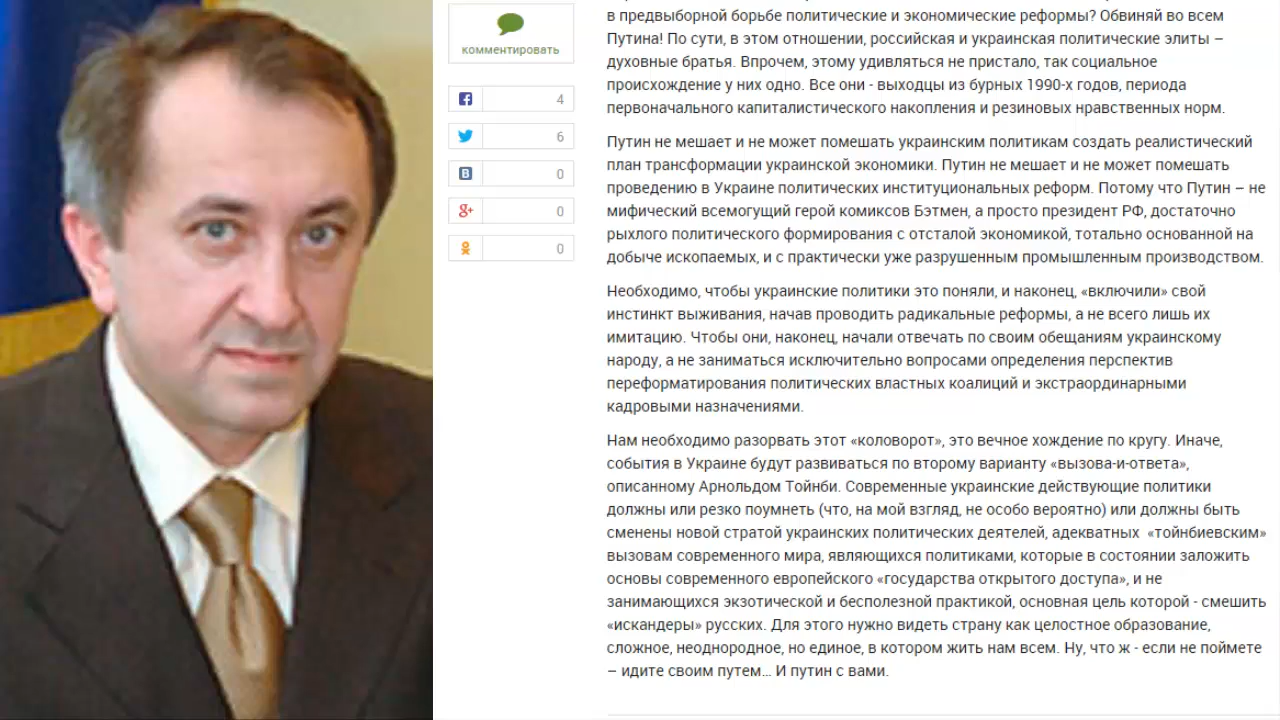 комментировать
4
6
0
0
0
в предвыборной борьбе политические и экономические реформы? Обвиняй во всем
Путина! По сути, в этом отношении, российская и украинская политические элиты –
духовные братья. Впрочем, этому удивляться не пристало, так социальное
происхождение у них одно. Все они - выходцы из бурных 1990-х годов, периода
первоначального капиталистического накопления и резиновых нравственных норм.
Путин не мешает и не может помешать украинским политикам создать реалистический
план трансформации украинской экономики. Путин не мешает и не может помешать
проведению в Украине политических институциональных реформ. Потому что Путин – не
мифический всемогущий герой комиксов Бэтмен, а просто президент РФ, достаточно
рыхлого политического формирования с отсталой экономикой, тотально основанной на
добыче ископаемых, и с практически уже разрушенным промышленным производством.
Необходимо, чтобы украинские политики это поняли, и наконец, «включили» свой
инстинкт выживания, начав проводить радикальные реформы, а не всего лишь их
имитацию. Чтобы они, наконец, начали отвечать по своим обещаниям украинскому
народу, а не заниматься исключительно вопросами определения перспектив
переформатирования политических властных коалиций и экстраординарными
кадровыми назначениями.
Нам необходимо разорвать этот «коловорот», это вечное хождение по кругу. Иначе,
события в Украине будут развиваться по второму варианту «вызова-и-ответа»,
описанному Арнольдом Тойнби. Современные украинские действующие политики
должны или резко поумнеть (что, на мой взгляд, не особо вероятно) или должны быть
сменены новой стратой украинских политических деятелей, адекватных «тойнбиевским»
вызовам современного мира, являющихся политиками, которые в состоянии заложить
основы современного европейского «государства открытого доступа», и не
занимающихся экзотической и бесполезной практикой, основная цель которой - смешить
«искандеры» русских. Для этого нужно видеть страну как целостное образование,
сложное, неоднородное, но единое, в котором жить нам всем. Ну, что ж - если не поймете
– идите своим путем... И путин с вами.